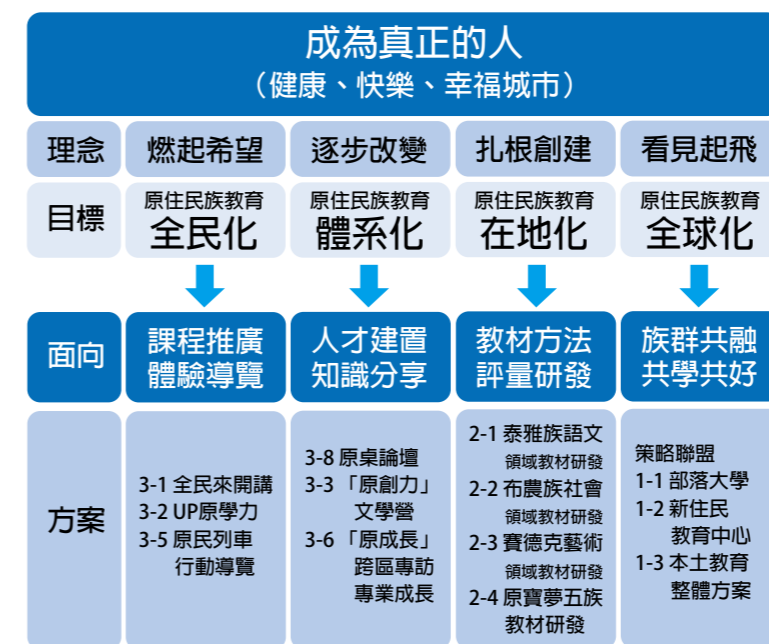 成為真正的人
（健康、快樂、幸福城市）
理念
燃起希望
逐步改變
扎根創建
看見起飛
目標
原住民族教育
全民化
原住民族教育
體系化
原住民族教育
在地化
原住民族教育
全球化
面向
課程推廣
體驗導覽
人才建置
知識分享
教材方法
評量研發
族群共融
共學共好
方案
3-1 全民來開講
3-2 UP原學力
3-5 原民列車
行動導覽
3-8 原桌論壇
3-3 「原創力」
文學營
3-6 「原成長」
跨區專訪
專業成長
2-1 泰雅族語文
領域教材研發
2-2 布農族社會
領域教材研發
2-3 賽德克藝術
領域教材研發
2-4 原寶夢五族
教材研發
策略聯盟
1-1 部落大學
1-2 新住民
教育中心
1-3 本土教育
整體方案